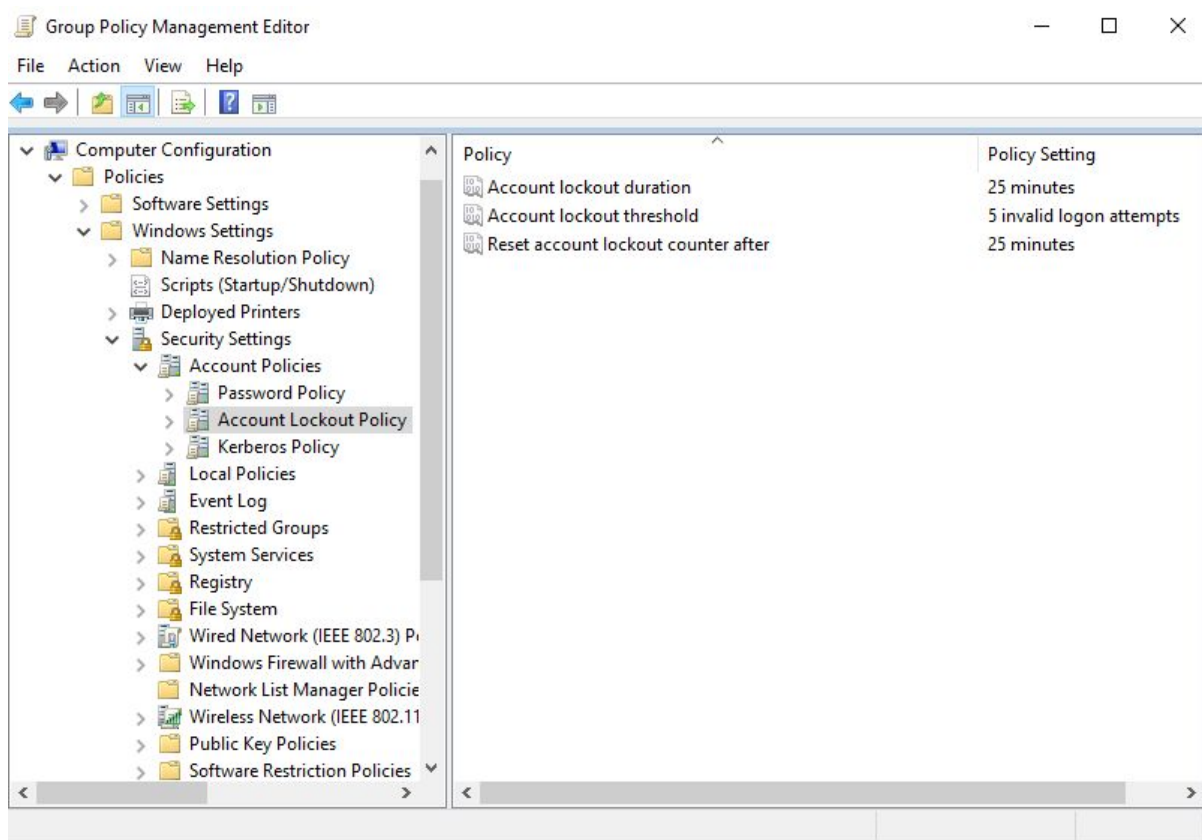 Group Policy Management Editor
File Action View Help
Computer Configuration
Policies
Software Settings
Windows Settings
Name Resolution Policy
Scripts (Startup/Shutdown)
Deployed Printers
Security Settings
Account Policies
Password Policy
Account Lockout Policy
Kerberos Policy
Local Policies
Event Log
Restricted Groups
System Services
Registry
File System
Wired Network (IEEE 802.3) P
Windows Firewall with Advan
Network List Manager Policie
Wireless Network (IEEE 802.11
Public Key Policies
Software Restriction Policies
Policy Policy Setting
Account lockout duration 25 minutes
Account lockout threshold 5 invalid logon attempts
Reset account lockout counter after 25 minutes